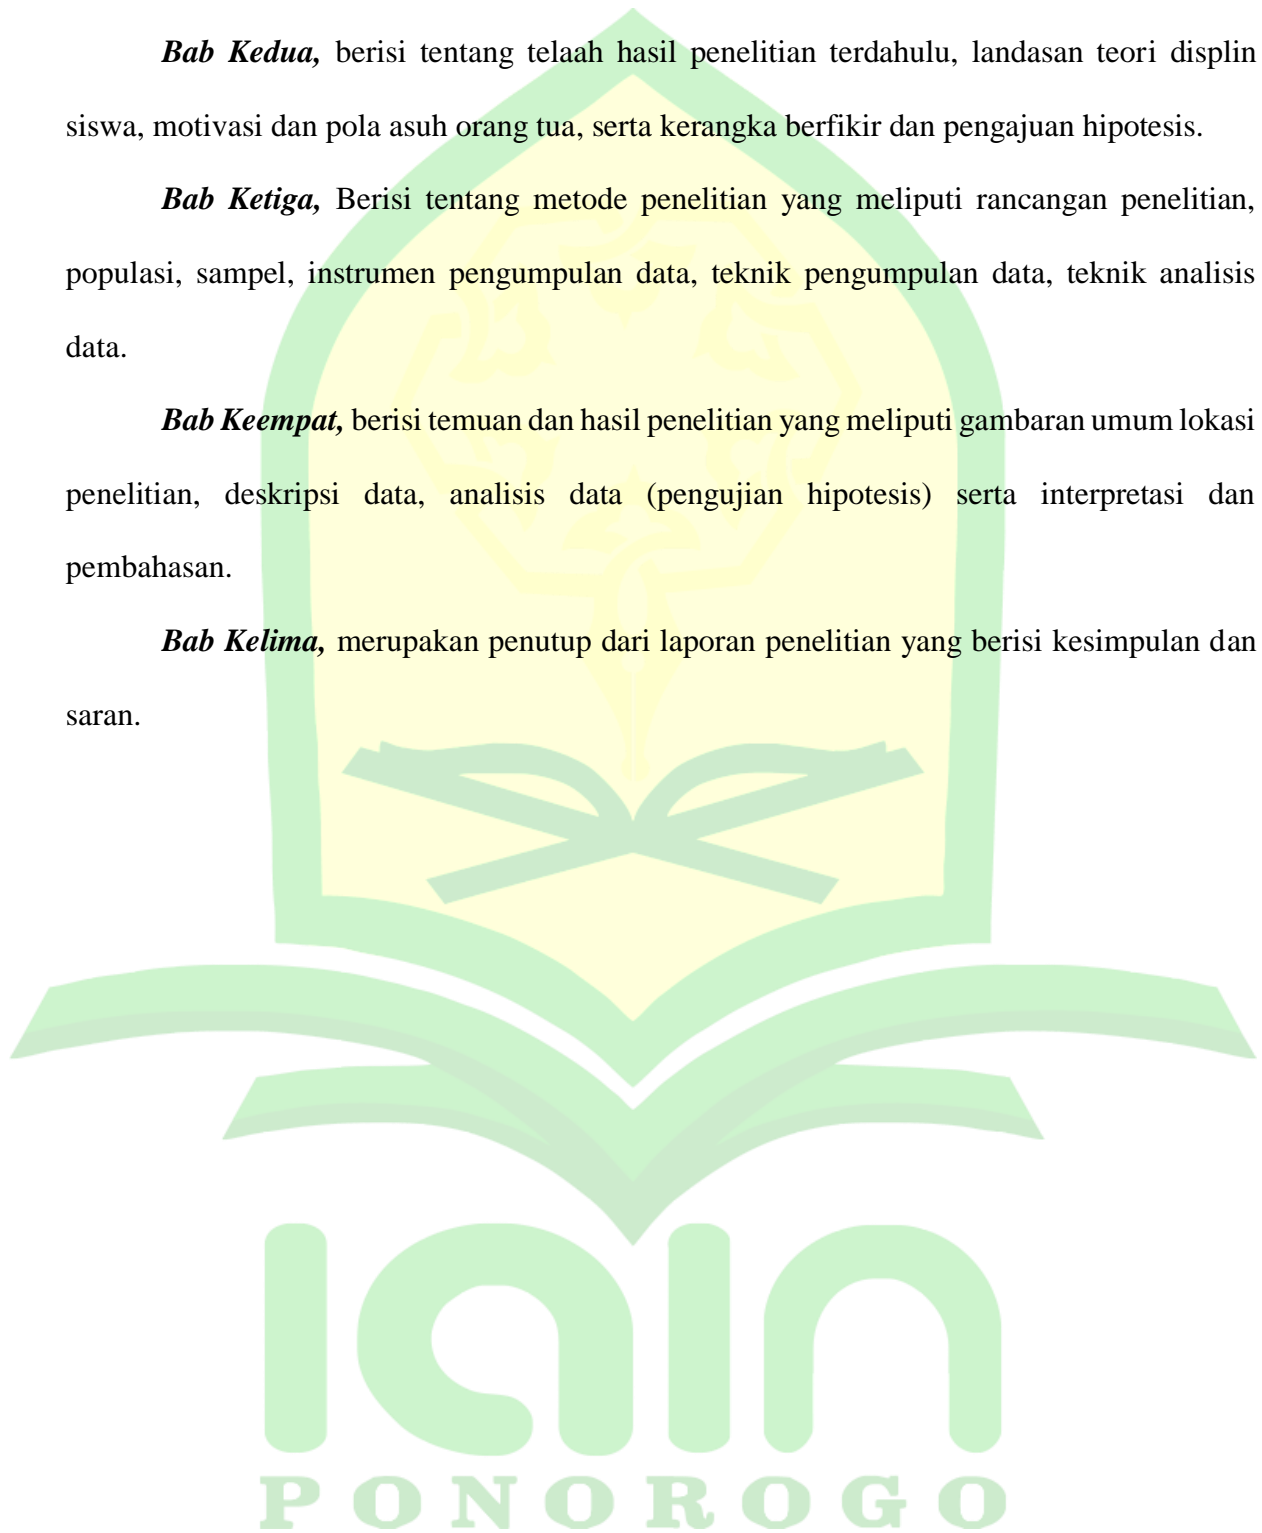 Bab Kedua, berisi tentang telaah hasil penelitian terdahulu, landasan teori displin
siswa, motivasi dan pola asuh orang tua, serta kerangka berfikir dan pengajuan hipotesis.
Bab Ketiga, Berisi tentang metode penelitian yang meliputi rancangan penelitian,
populasi, sampel, instrumen pengumpulan data, teknik pengumpulan data, teknik analisis
data.
Bab Keempat, berisi temuan dan hasil penelitian yang meliputi gambaran umum lokasi
penelitian, deskripsi data, analisis data (pengujian hipotesis) serta interpretasi dan
pembahasan.
Bab Kelima, merupakan penutup dari laporan penelitian yang berisi kesimpulan dan
saran.
iain
PONOROGO